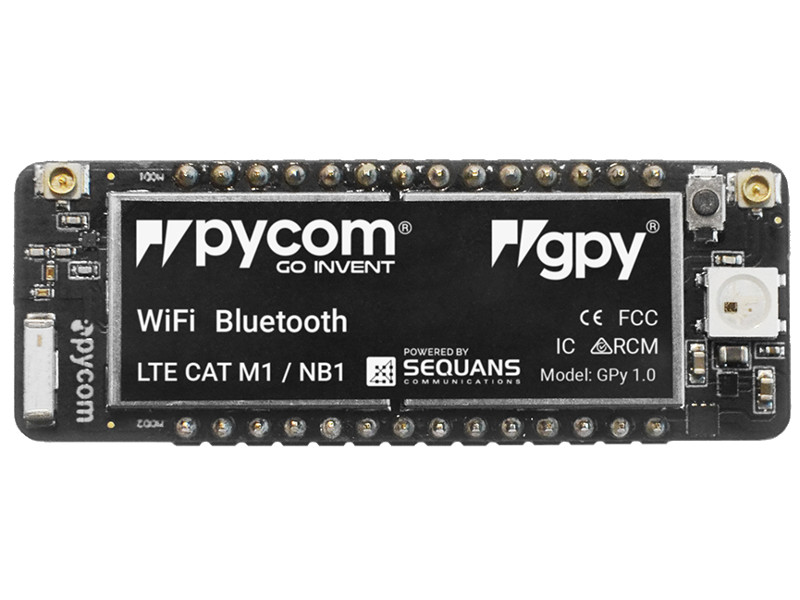 pycom®
GO INVENT
gpy®
WiFi Bluetooth
CE FCC
IC RCM
LTE CAT M1 / NB1
POWERED BY
SEQUANS
COMMUNICATIONS
Model: GPy 1.0
pycom